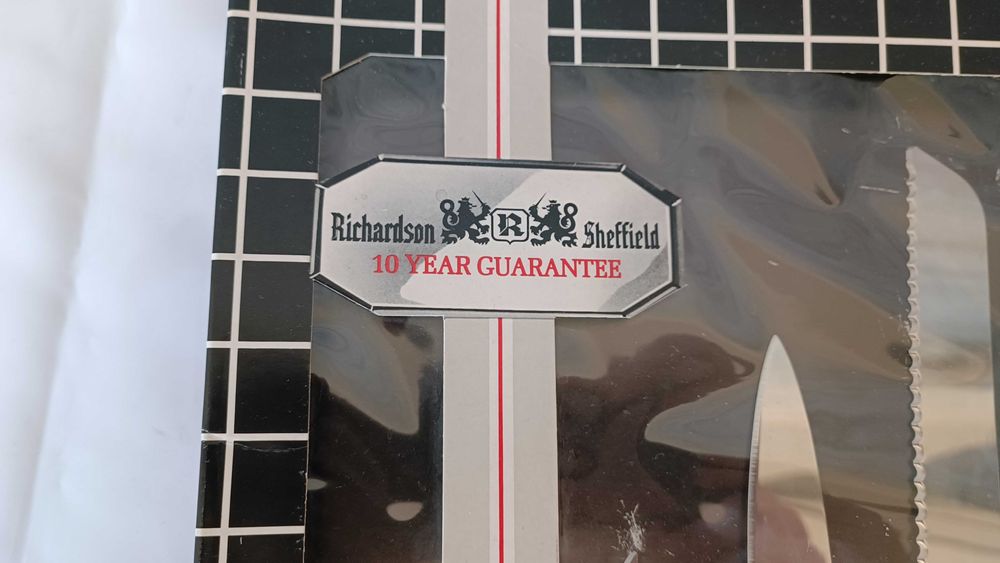 Richardson R Sheffield
10 YEAR GUARANTEE